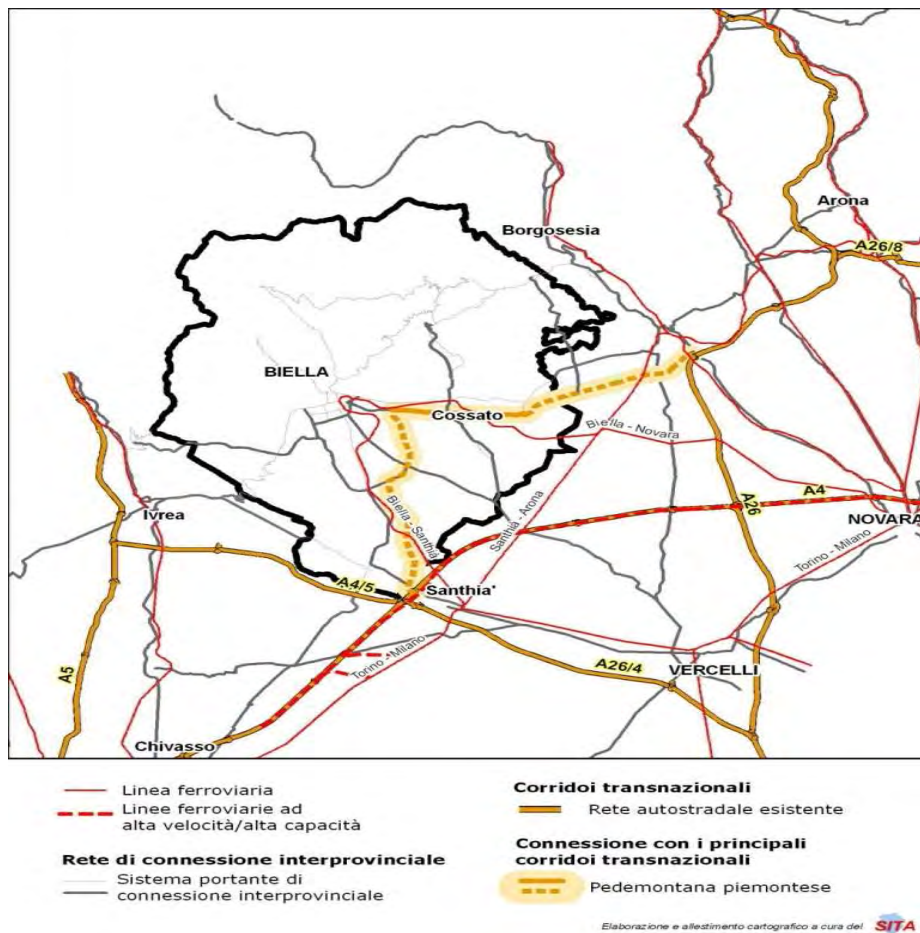 Arona
Borgosesia
A26/8
BIELLA
Cossato
Biella - Novara
A4
Ivrea
Biella - Santhià
Santhià - Arona
A26
NOVARA
Torino - Milano
A4/5
Santhia'
A5
Torino - Milano
A26/4
VERCELLI
Chivasso
Linea ferroviaria
Linee ferroviarie ad
alta velocità/alta capacità
Rete di connessione interprovinciale
Sistema portante di
connessione interprovinciale
Corridoi transnazionali
Rete autostradale esistente
Connessione con i principali
corridoi transnazionali
Pedemontana piemontese
Elaborazione e allestimento cartografico a cura del SITA